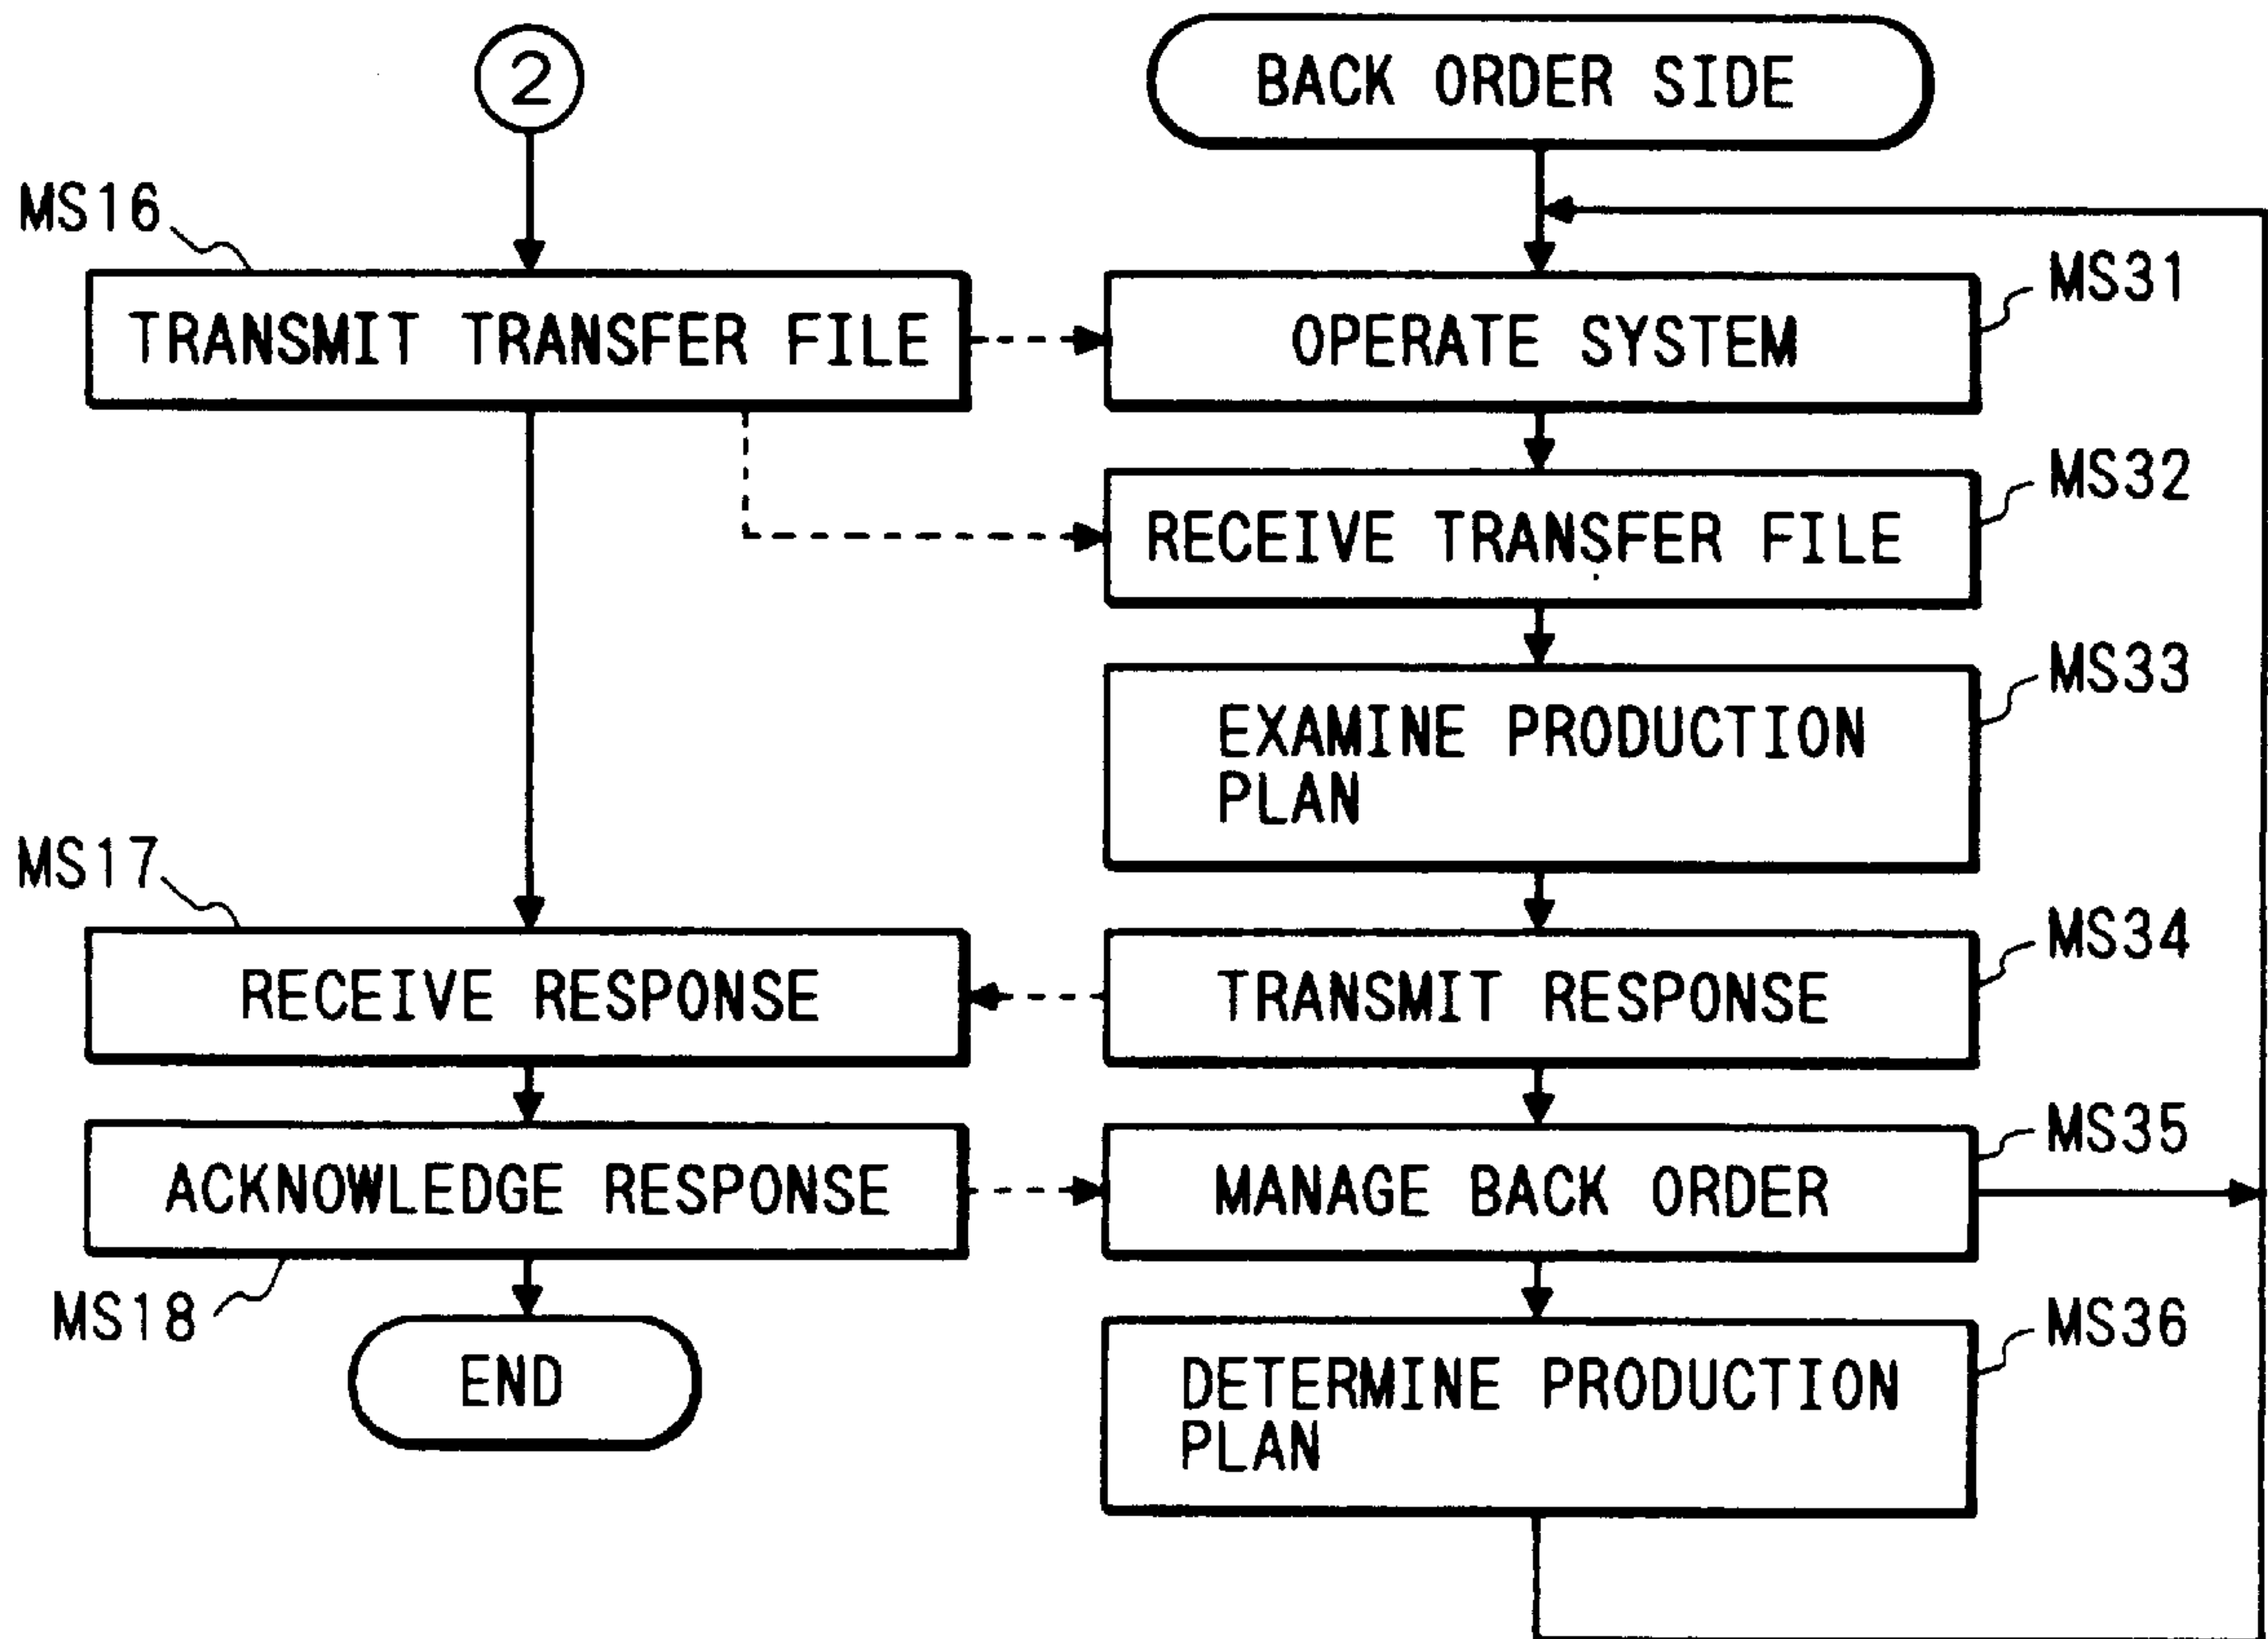 2
BACK ORDER SIDE
MS16
TRANSMIT TRANSFER FILE
OPERATE SYSTEM
MS31
RECEIVE TRANSFER FILE
MS32
EXAMINE PRODUCTION
PLAN
MS33
MS17
RECEIVE RESPONSE
TRANSMIT RESPONSE
MS34
ACKNOWLEDGE RESPONSE
MANAGE BACK ORDER
MS35
MS18
END
DETERMINE PRODUCTION
PLAN
MS36